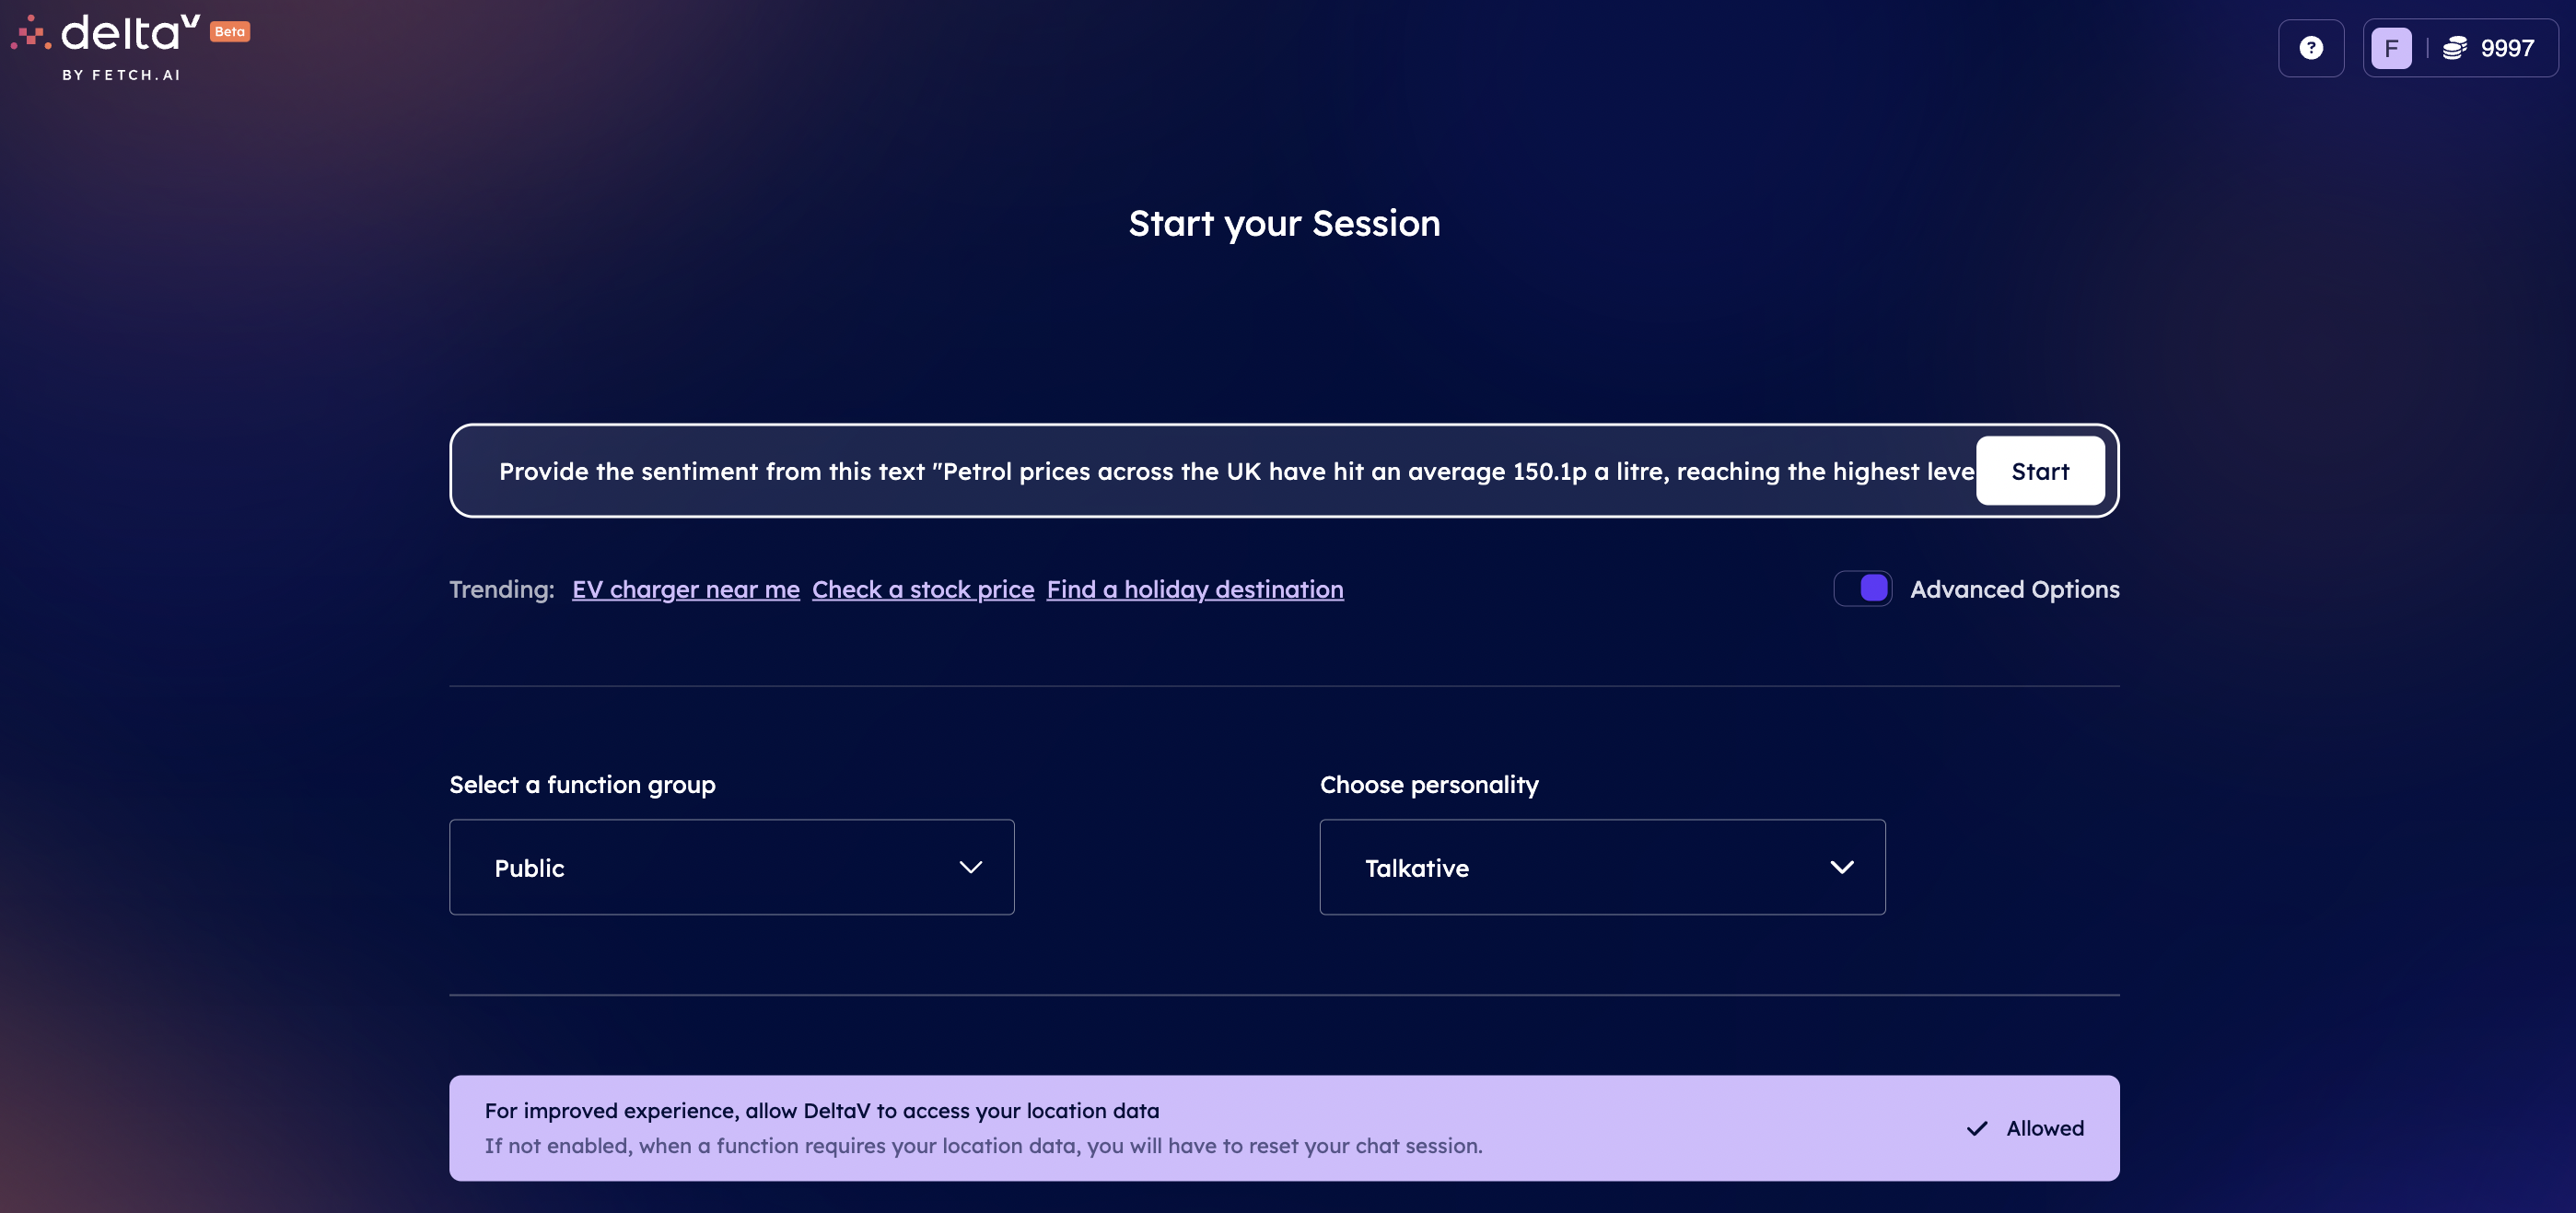 deltaV Beta
BY FETCH.AI
? F 9997
Start your Session
Provide the sentiment from this text "Petrol prices across the UK have hit an average 150.1p a litre, reaching the highest leve
Start
Trending: EV charger near me Check a stock price Find a holiday destination
Advanced Options
Select a function group
Public
Choose personality
Talkative
For improved experience, allow DeltaV to access your location data
If not enabled, when a function requires your location data, you will have to reset your chat session.
Allowed